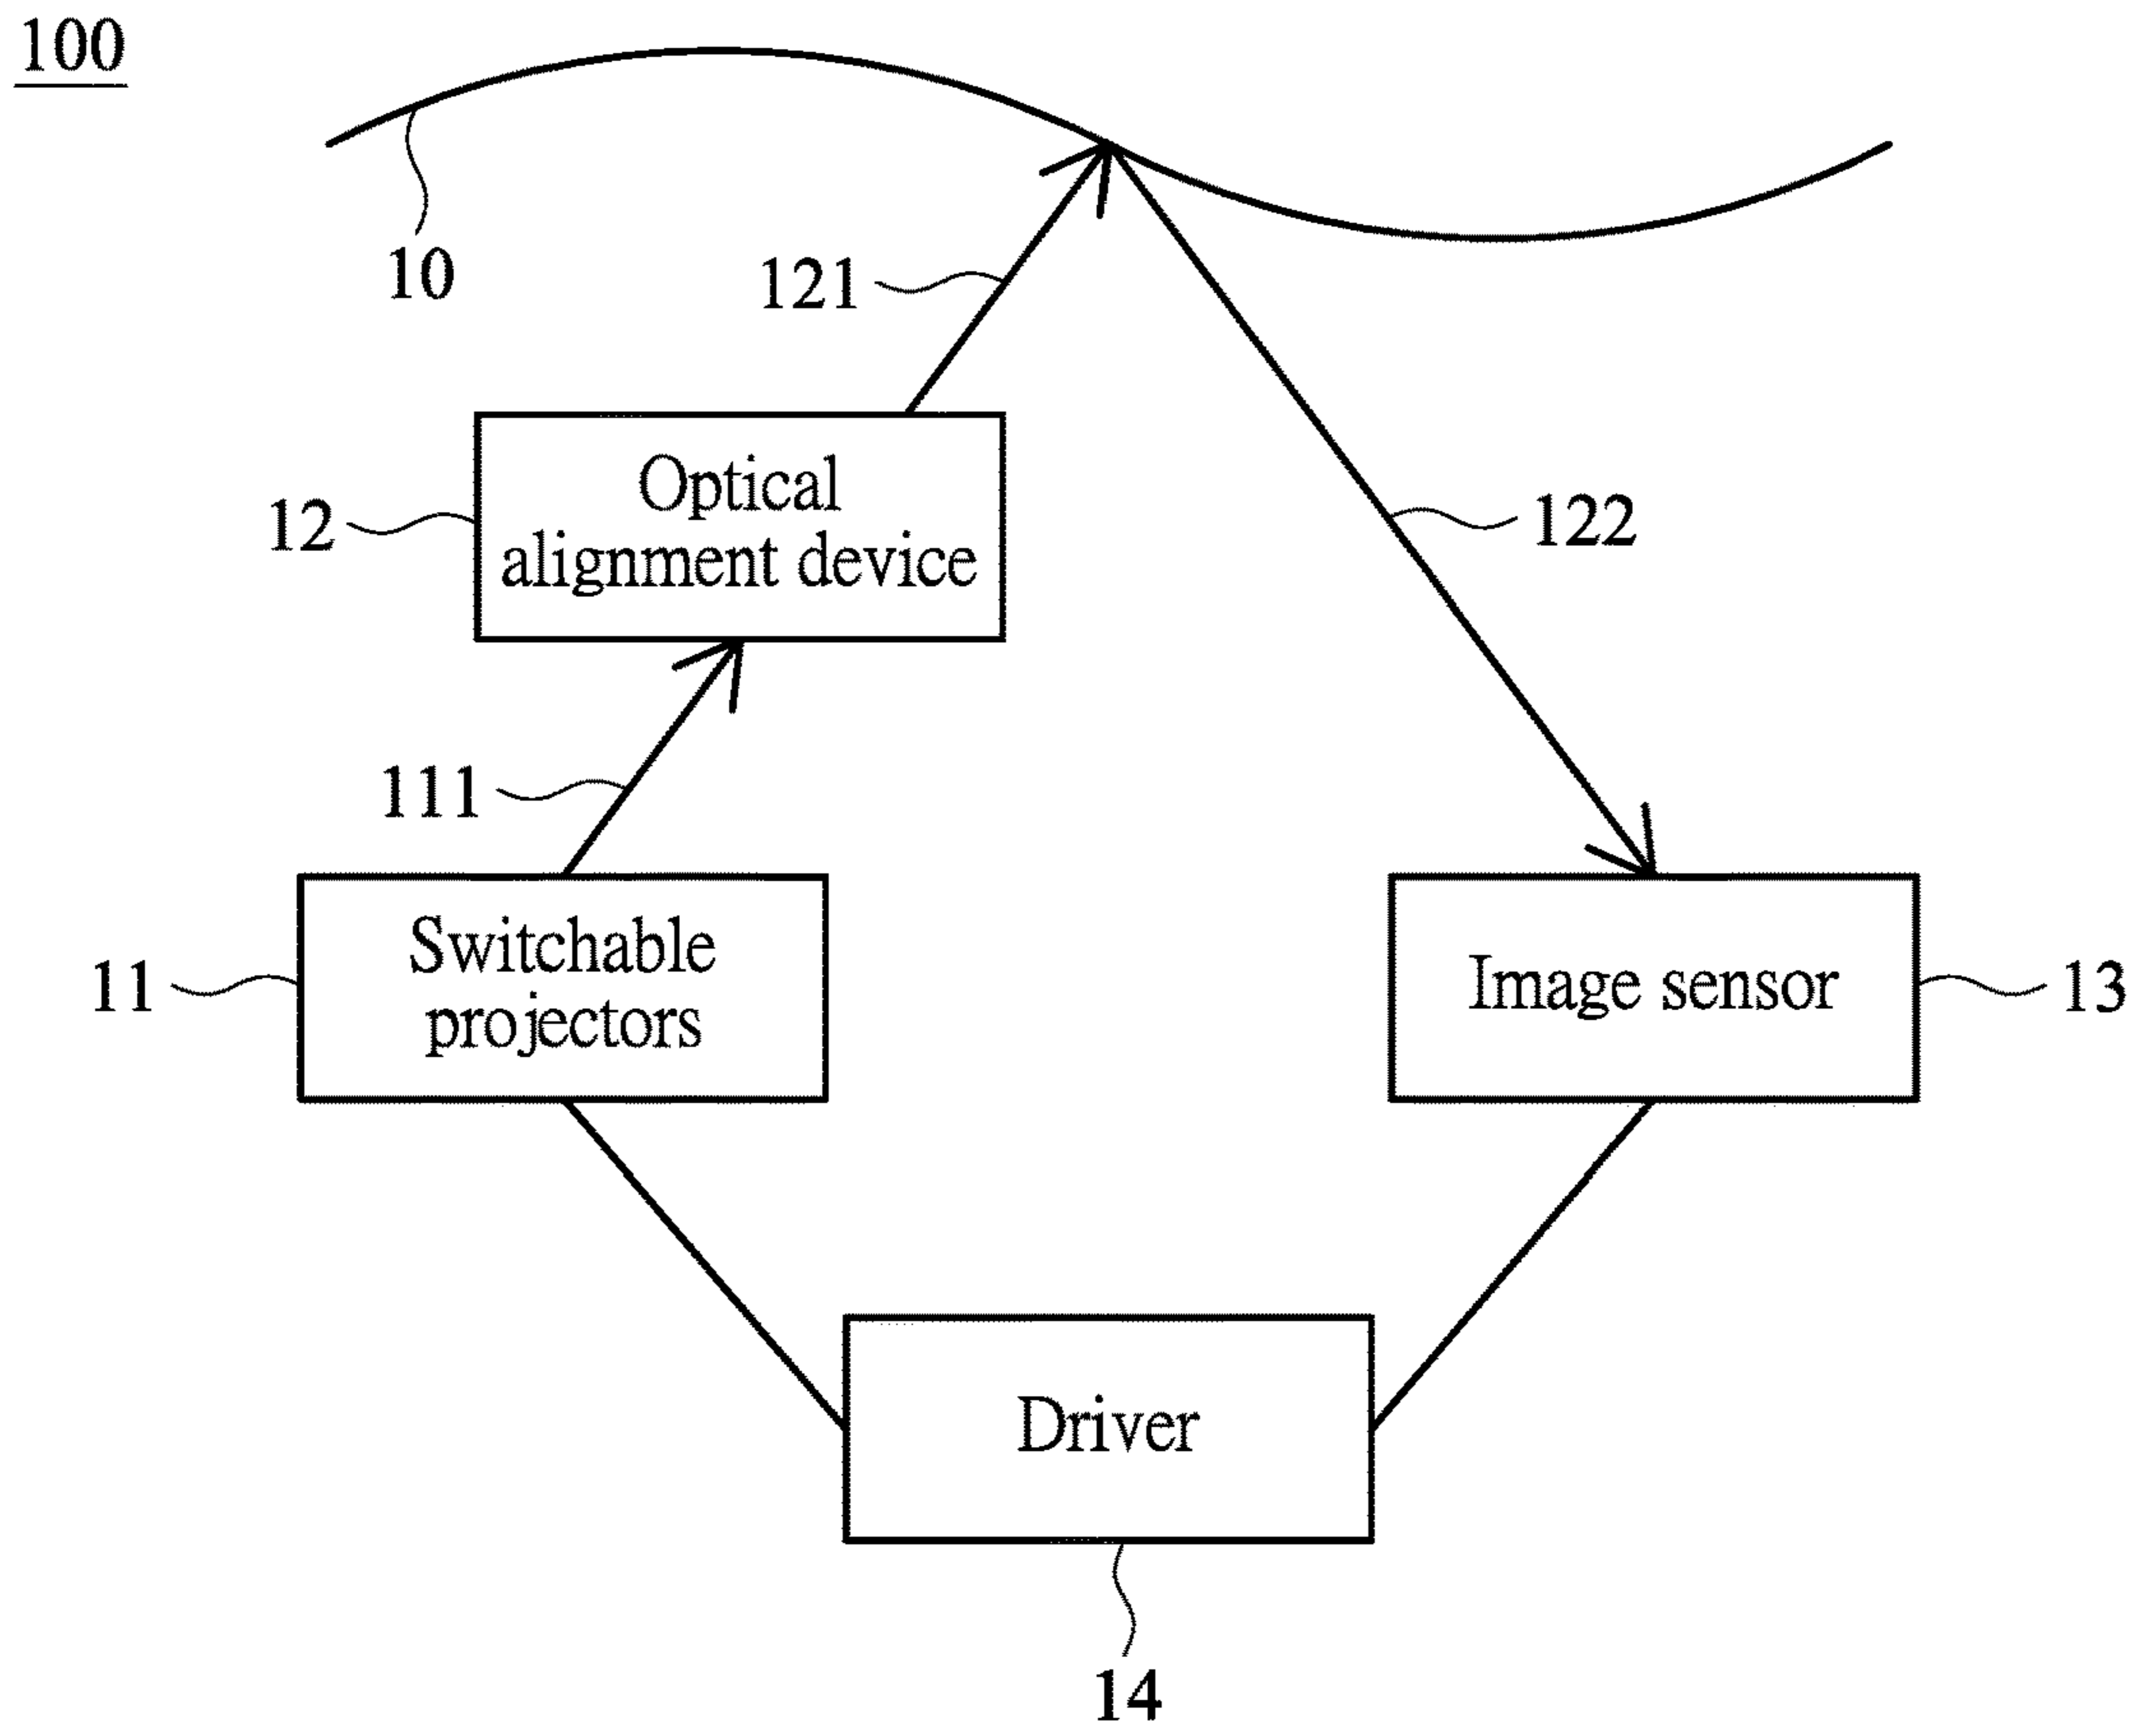 100
10
121
Optical
alignment device
12
122
111
Switchable
projectors
11
Image sensor
13
Driver
14